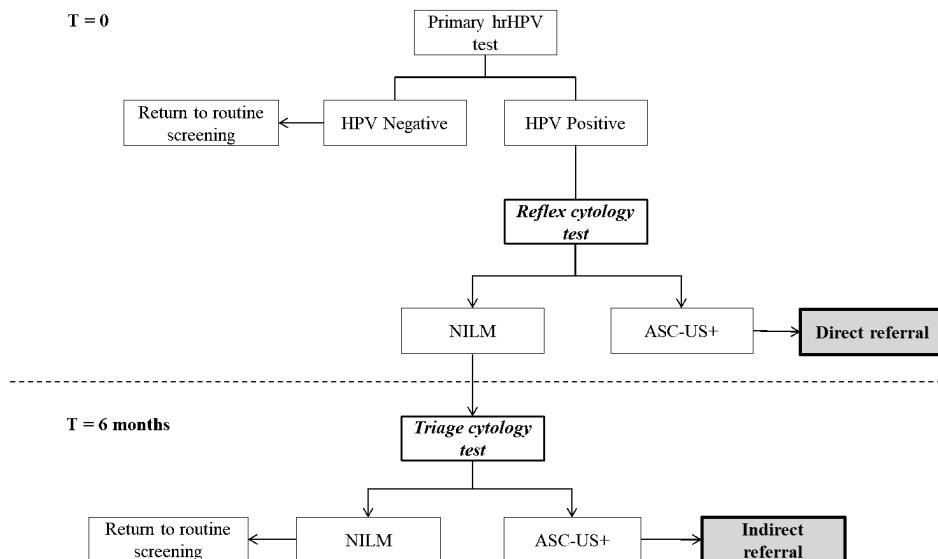 T = 0
Primary hrHPV
test
Return to routine
screening
HPV Negative
HPV Positive
Reflex cytology
test
NILM
ASC-US+
Direct referral
T = 6 months
Triage cytology
test
Return to routine
screening
NILM
ASC-US+
Indirect
referral